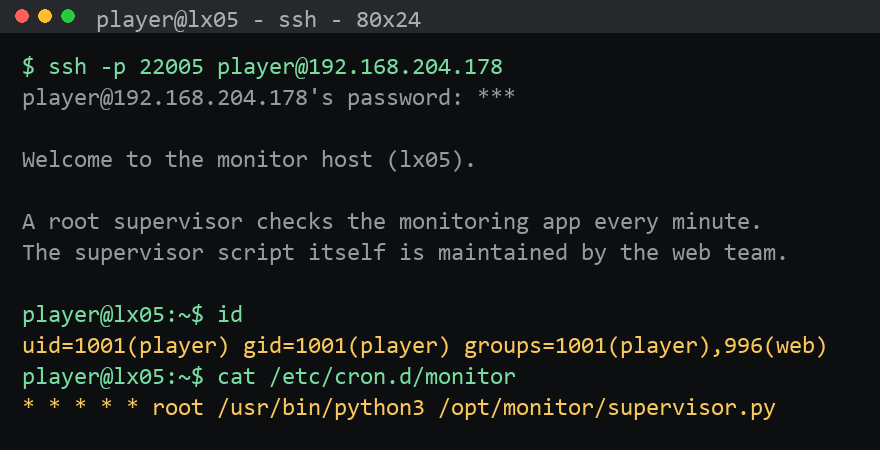 player@lx05 - ssh - 80x24
$ ssh -p 22005 player@192.168.204.178
player@192.168.204.178's password: ***
Welcome to the monitor host (lx05).
A root supervisor checks the monitoring app every minute.
The supervisor script itself is maintained by the web team.
player@lx05:~$ id
uid=1001(player) gid=1001(player) groups=1001(player),996(web)
player@lx05:~$ cat /etc/cron.d/monitor
* * * * * root /usr/bin/python3 /opt/monitor/supervisor.py